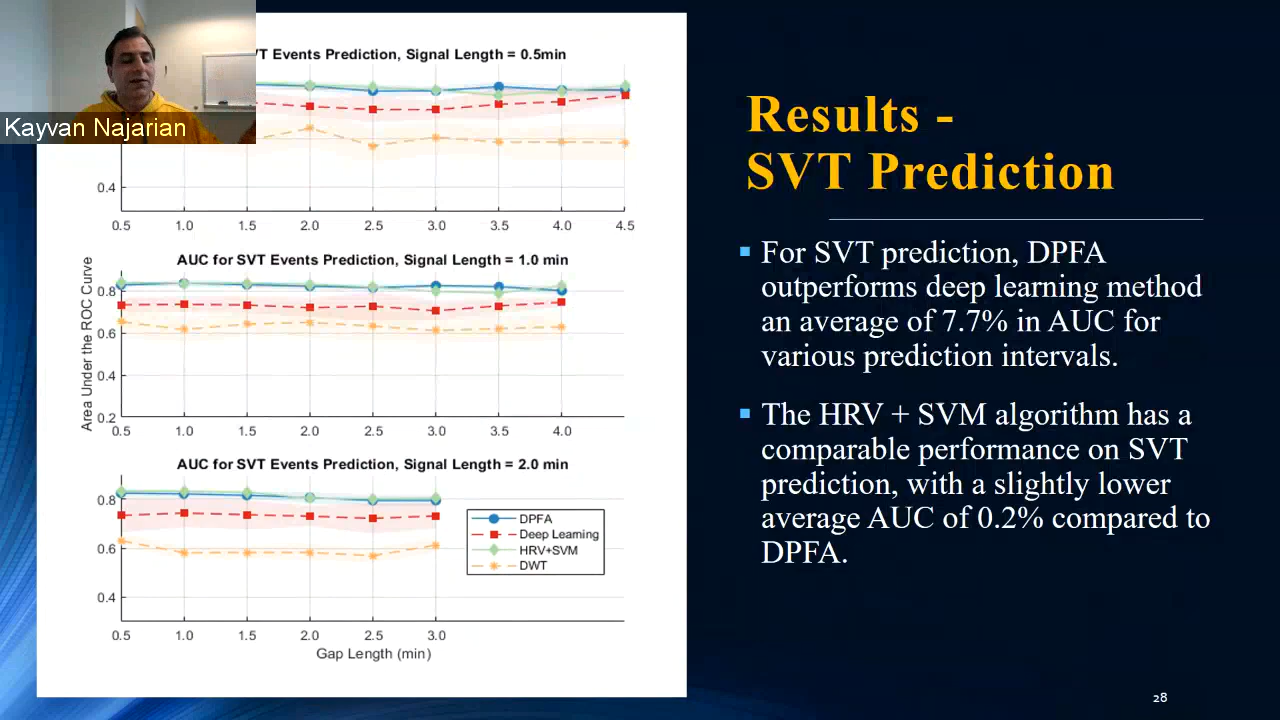 Kayvan Najarian
T Events Prediction, Signal Length = 0.5min
0.4
0.5 1.0 1.5 2.0 2.5 3.0 3.5 4.0 4.5
AUC for SVT Events Prediction, Signal Length = 1.0 min
Area Under the ROC Curve
0.8
0.6
0.4
0.2
0.5 1.0 1.5 2.0 2.5 3.0 3.5 4.0
AUC for SVT Events Prediction, Signal Length = 2.0 min
0.8
0.6
0.4
DPFA
Deep Learning
HRV+SVM
DWT
0.5 1.0 1.5 2.0 2.5 3.0
Gap Length (min)
Results -
SVT Prediction
For SVT prediction, DPFA
outperforms deep learning method
an average of 7.7% in AUC for
various prediction intervals.
The HRV + SVM algorithm has a
comparable performance on SVT
prediction, with a slightly lower
average AUC of 0.2% compared to
DPFA.
28